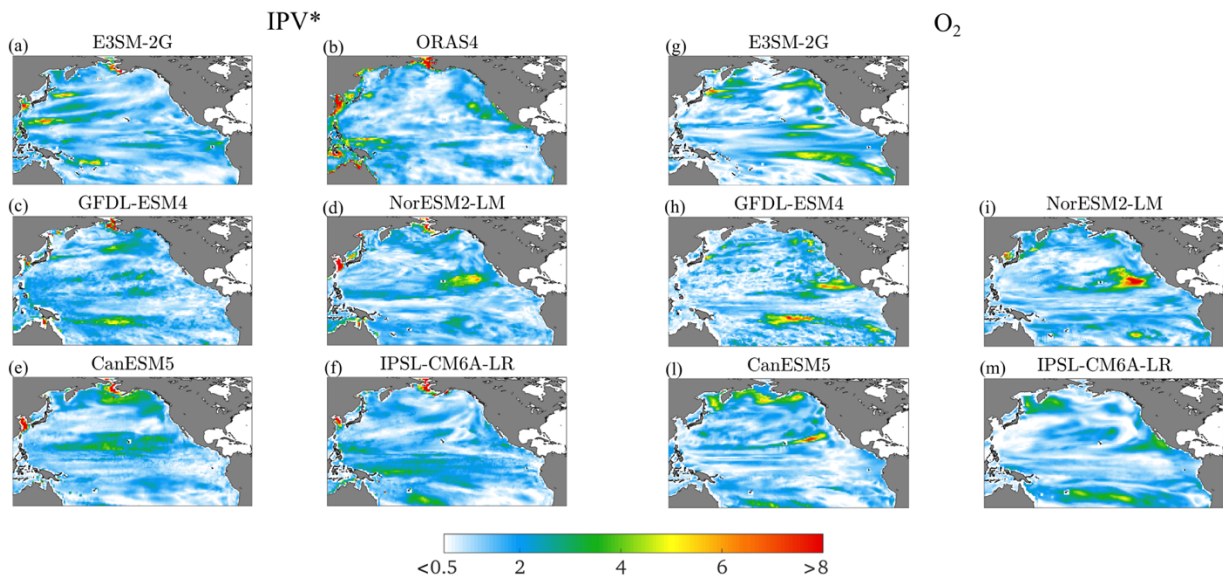 IPV*
O₂
(a) E3SM-2G
(b) ORAS4
(g) E3SM-2G
(c) GFDL-ESM4
(d) NorESM2-LM
(h) GFDL-ESM4
(i) NorESM2-LM
(e) CanESM5
(f) IPSL-CM6A-LR
(l) CanESM5
(m) IPSL-CM6A-LR
<0.5 2 4 6 >8